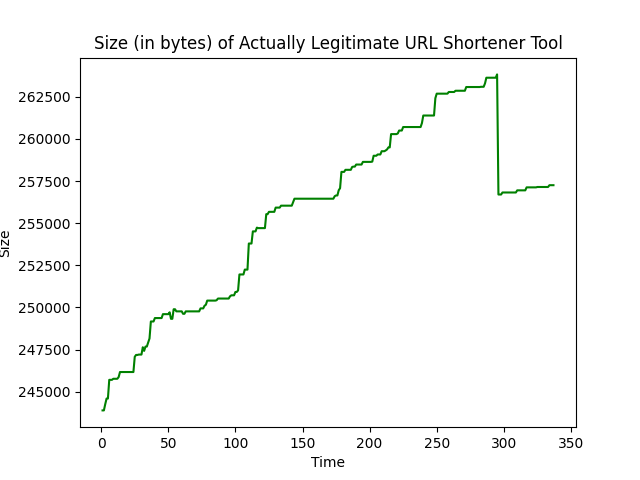 Size (in bytes) of Actually Legitimate URL Shortener Tool
262500
260000
257500
255000
252500
250000
247500
245000
Size
0 50 100 150 200 250 300 350
Time